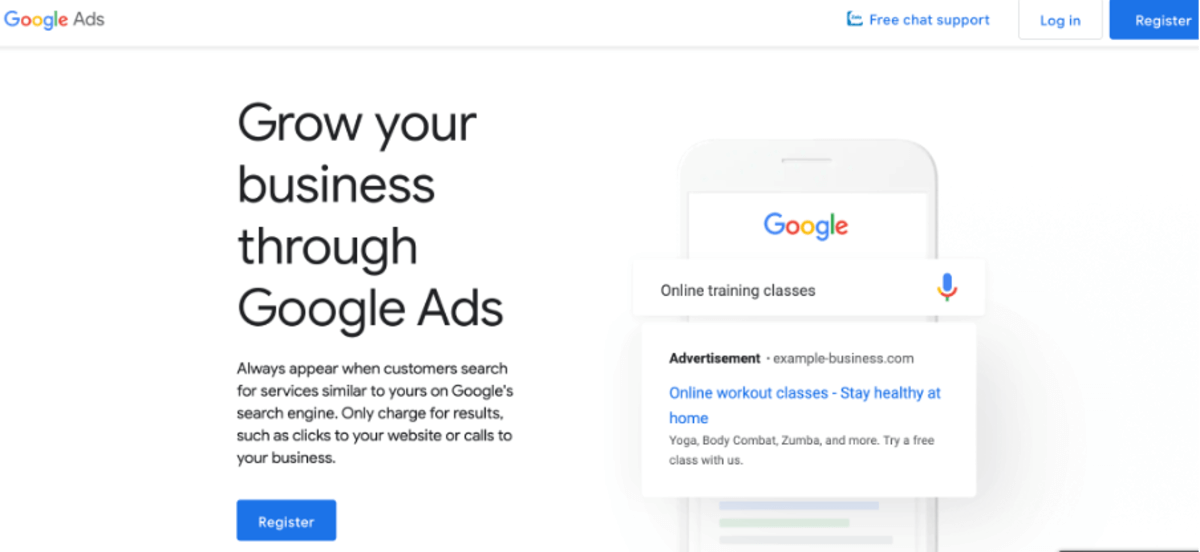 Google Ads
Free chat support
Log in
Register
Grow your
business
through
Google Ads
Always appear when customers search
for services similar to yours on Google's
search engine. Only charge for results,
such as clicks to your website or calls to
your business.
Register
Google
Online training classes
Advertisement · example-business.com
Online workout classes - Stay healthy at
home
Yoga, Body Combat, Zumba, and more. Try a free
class with us.